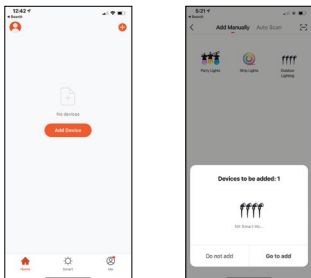 12:42
Search
No devices
Add Device
Home
Smart
Me
5:21
Search
Add Manually
Auto Scan
Party Lights
Strip Lights
Outdoor
Lighting
Devices to be added: 1
Do not add
Go to add